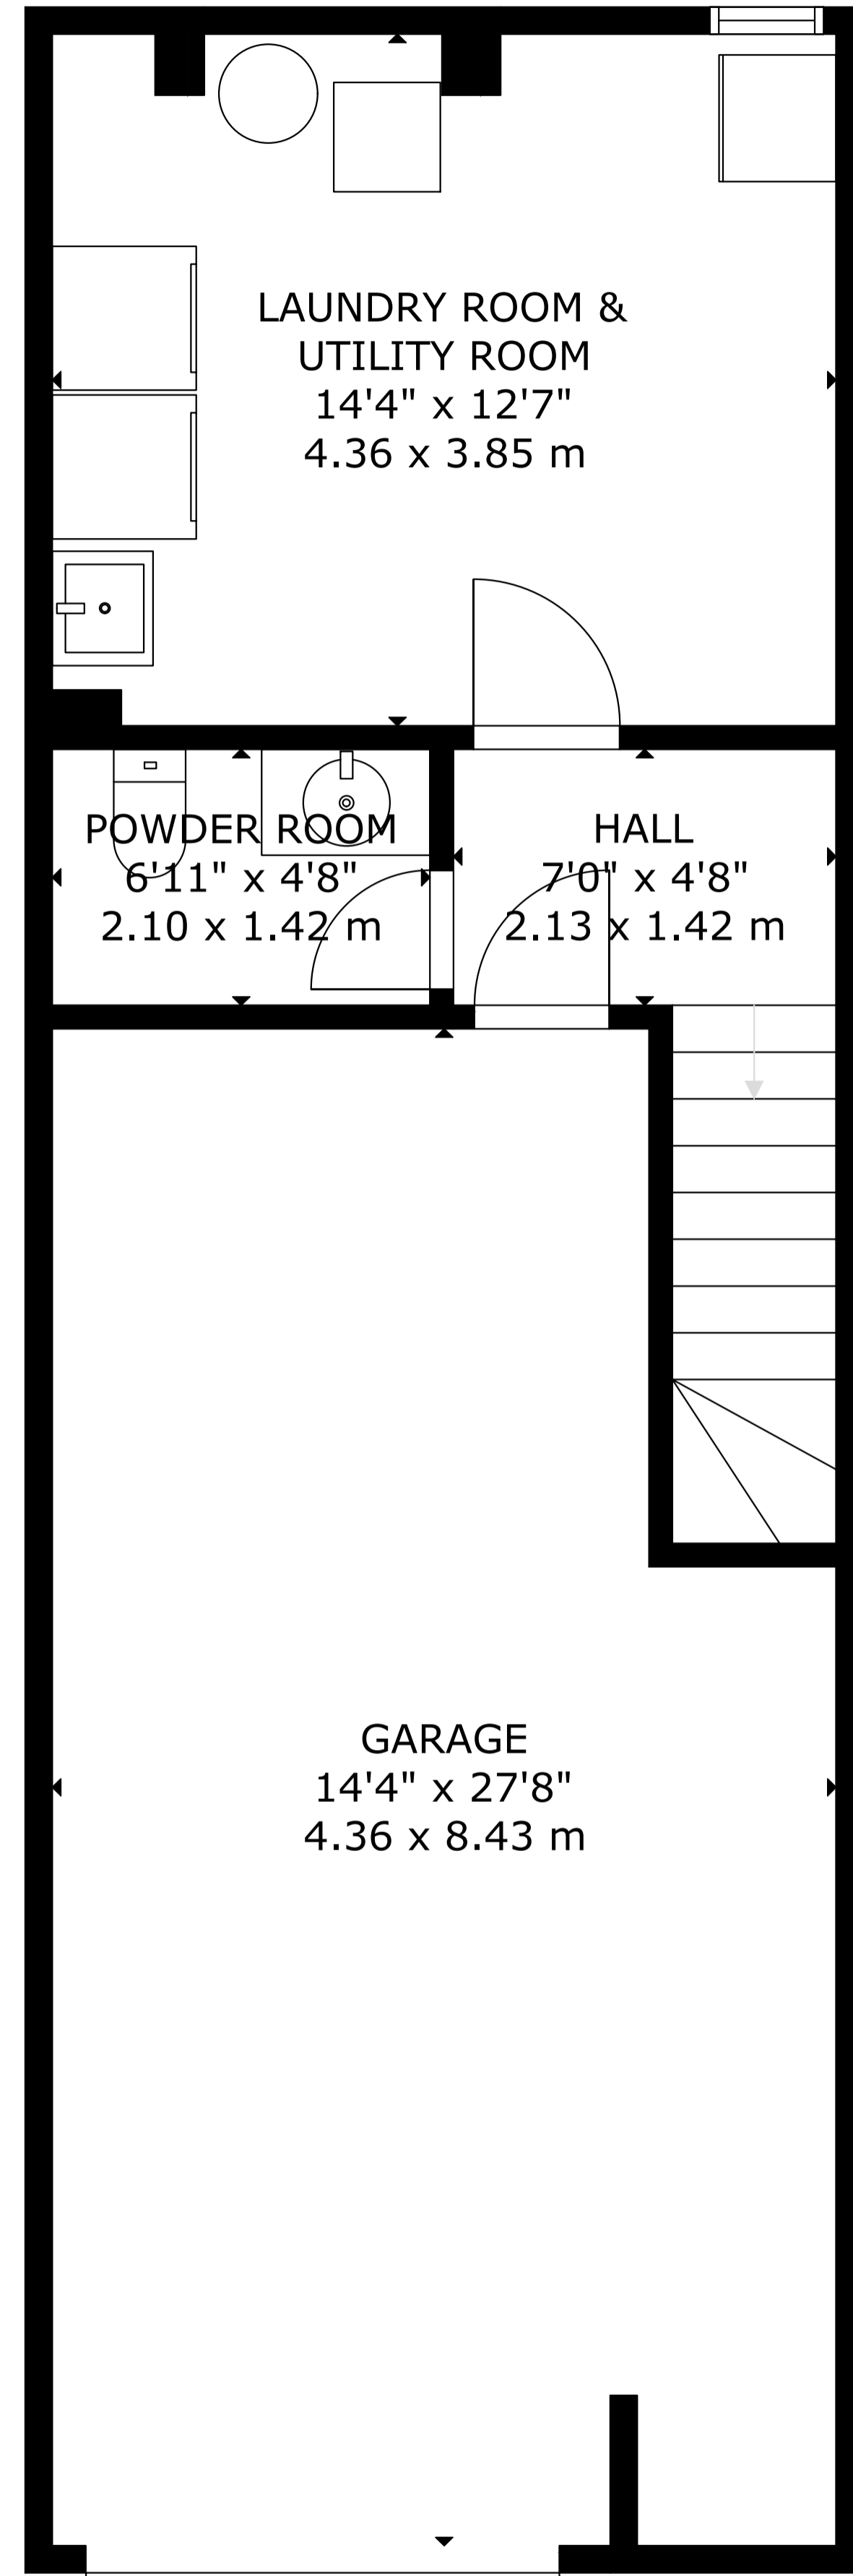 LAUNDRY ROOM &
UTILITY ROOM
14'4" x 12'7"
4.36 x 3.85 m
POWDER ROOM
6'11" x 4'8"
2.10 x 1.42 m
HALL
7'0" x 4'8"
2.13 x 1.42 m
GARAGE
14'4" x 27'8"
4.36 x 8.43 m